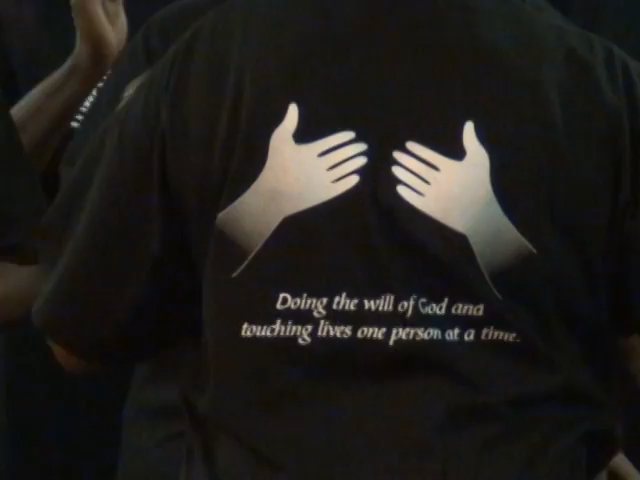 Doing the will of God and
touching lives one person at a time.